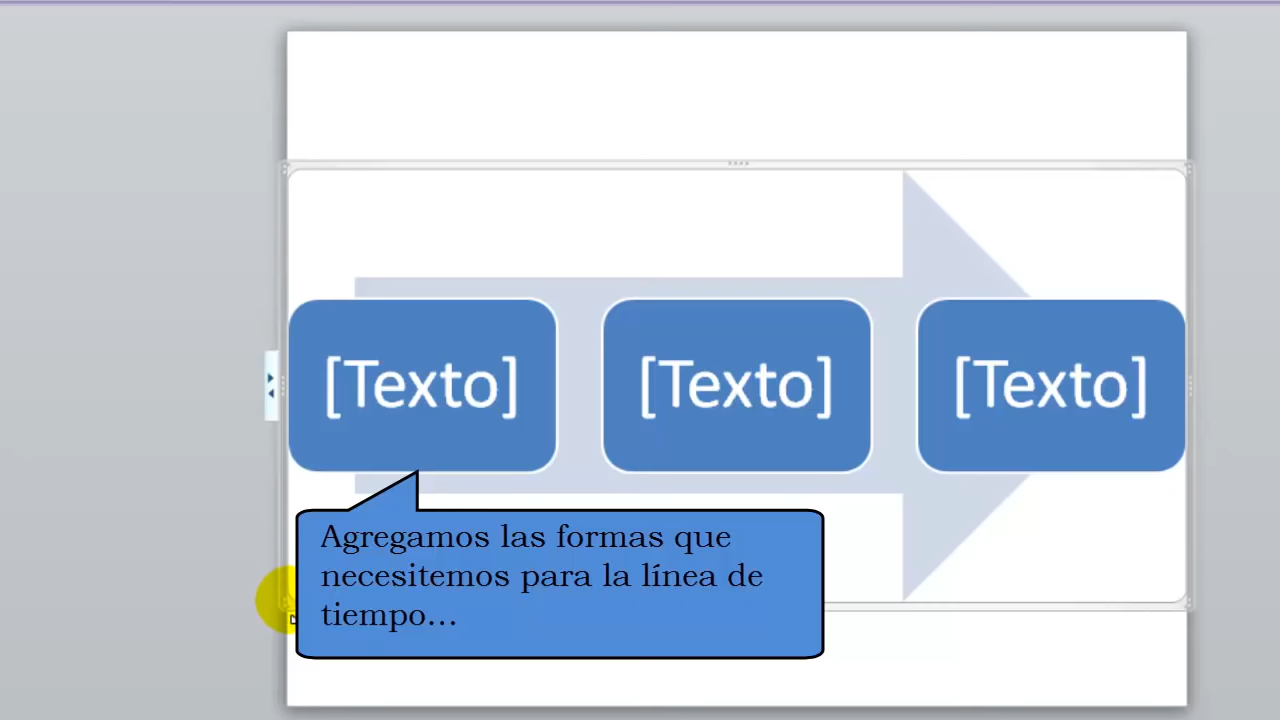 [Texto] [Texto] [Texto]
Agregamos las formas que
necesitemos para la línea de
tiempo...